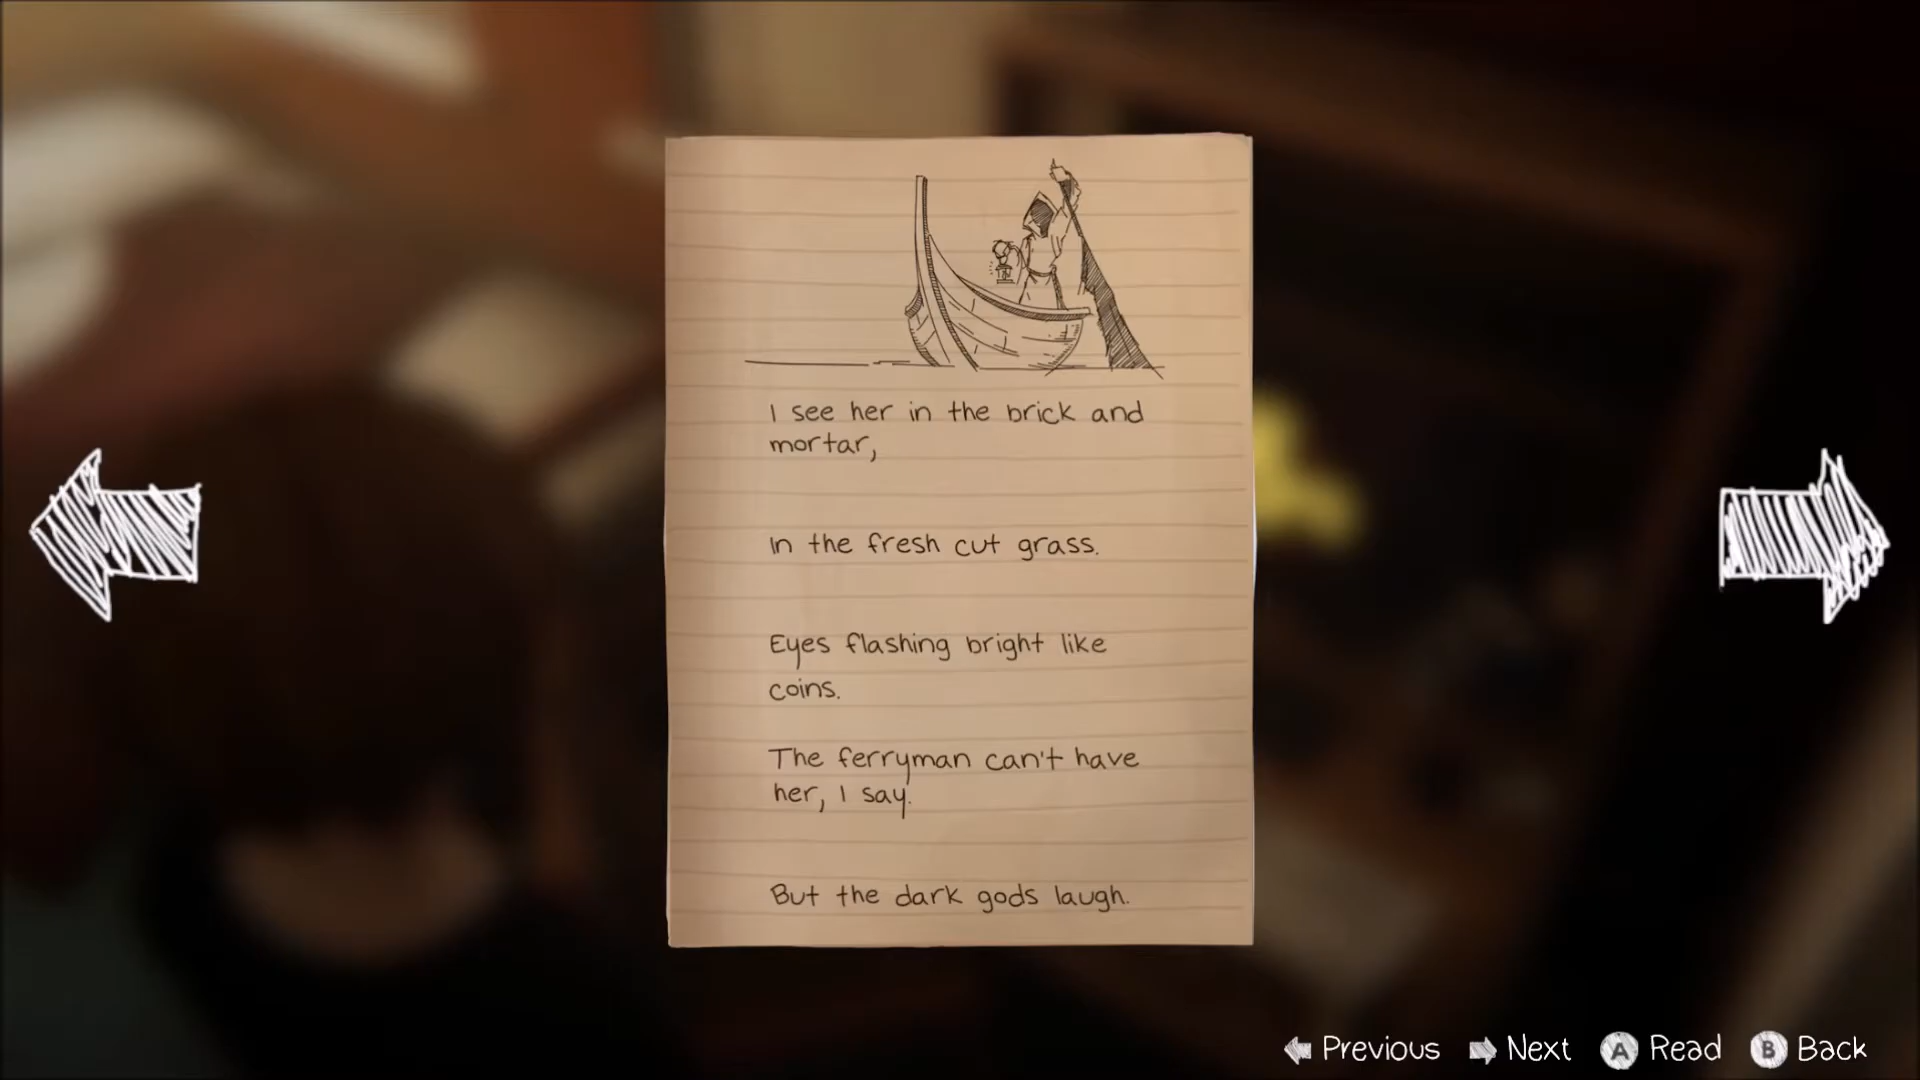 I see her in the brick and
mortar,
In the fresh cut grass.
Eyes flashing bright like
coins.
The ferryman can't have
her, I say.
But the dark gods laugh.
Previous Next A Read B Back